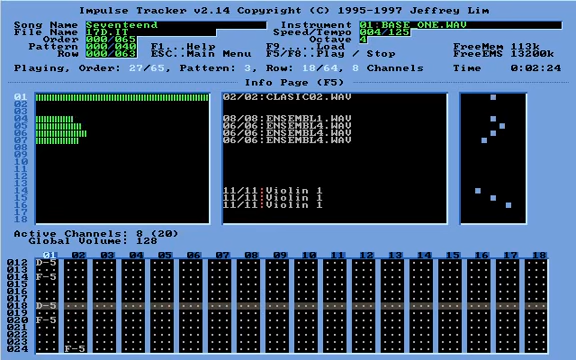 Impulse Tracker v2.14 Copyright (C) 1995-1997 Jeffrey Lim
Song Name Seventeend Instrument 01:BASE_ONE.WAV
File Name 17D.IT Speed/Tempo 004/125
Order 000/065 Octave 4
Pattern 000/040 F1...Help F9.....Load FreeMem 113k
Row 000/063 ESC..Main Menu F5/F8..Play / Stop FreeEMS 13200k
Playing, Order: 27/65, Pattern: 3, Row: 18/64, 8 Channels Time 0:02:24
Info Page (F5)
01 02/02:CLASIC02.WAV
02
03
04 08/08:ENSEMBL1.WAV
05 06/06:ENSEMBL4.WAV
06 06/06:ENSEMBL4.WAV
07 06/06:ENSEMBL4.WAV
08
09
10
11
12
13
14 11/11:Violin 1
15 11/11:Violin 1
16 11/11:Violin 1
17
18
Active Channels: 8 (20)
Global Volume: 128
01 02 03 04 05 06 07 08 09 10 11 12 13 14 15 16 17 18
012 D-5
013
014 F-5
015
016
017
018 D-5
019
020 F-5
021
022
023
024 F-5